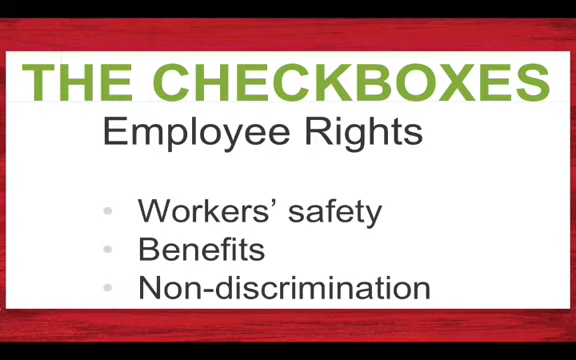 THE CHECKBOXES
Employee Rights
• Workers’ safety
• Benefits
• Non-discrimination